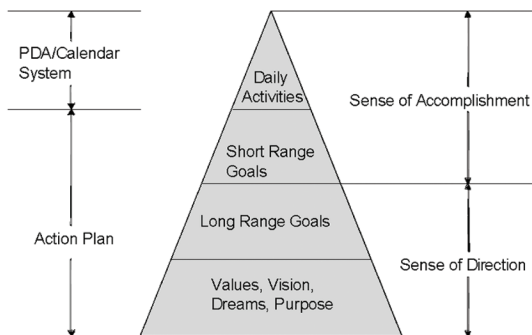 PDA/Calendar
System
Daily
Activities
Sense of Accomplishment
Short Range
Goals
Long Range Goals
Action Plan
Sense of Direction
Values, Vision,
Dreams, Purpose